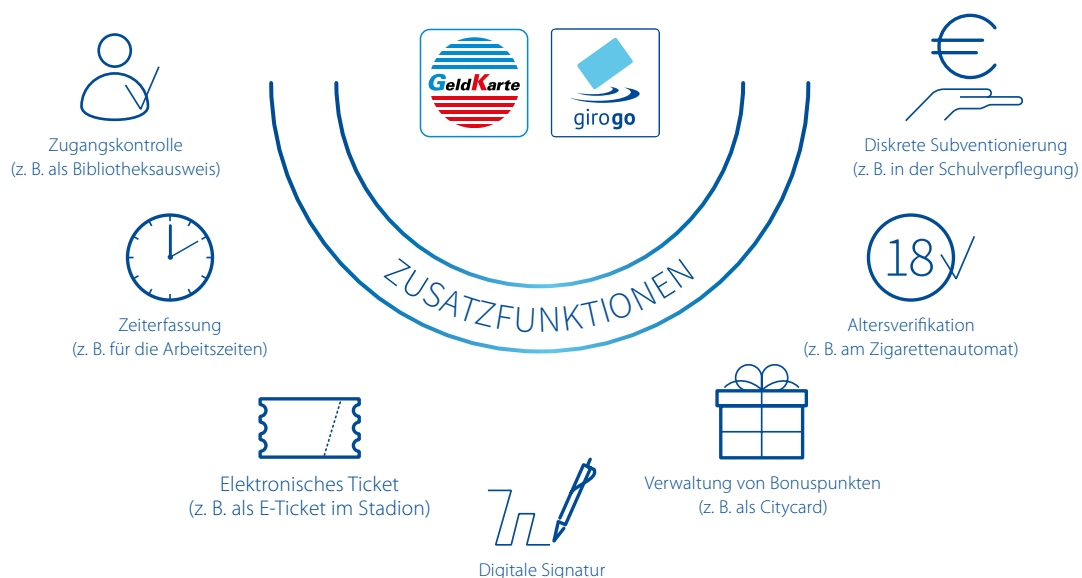 GeldKarte
girogo
Zugangskontrolle
(z. B. als Bibliotheksausweis)
Diskrete Subventionierung
(z. B. in der Schulverpflegung)
ZUSATZFUNKTIONEN
18
Zeiterfassung
(z. B. für die Arbeitszeiten)
Altersverifikation
(z. B. am Zigarettenautomat)
Elektronisches Ticket
(z. B. als E-Ticket im Stadion)
Verwaltung von Bonuspunkten
(z. B. als Citycard)
Digitale Signatur